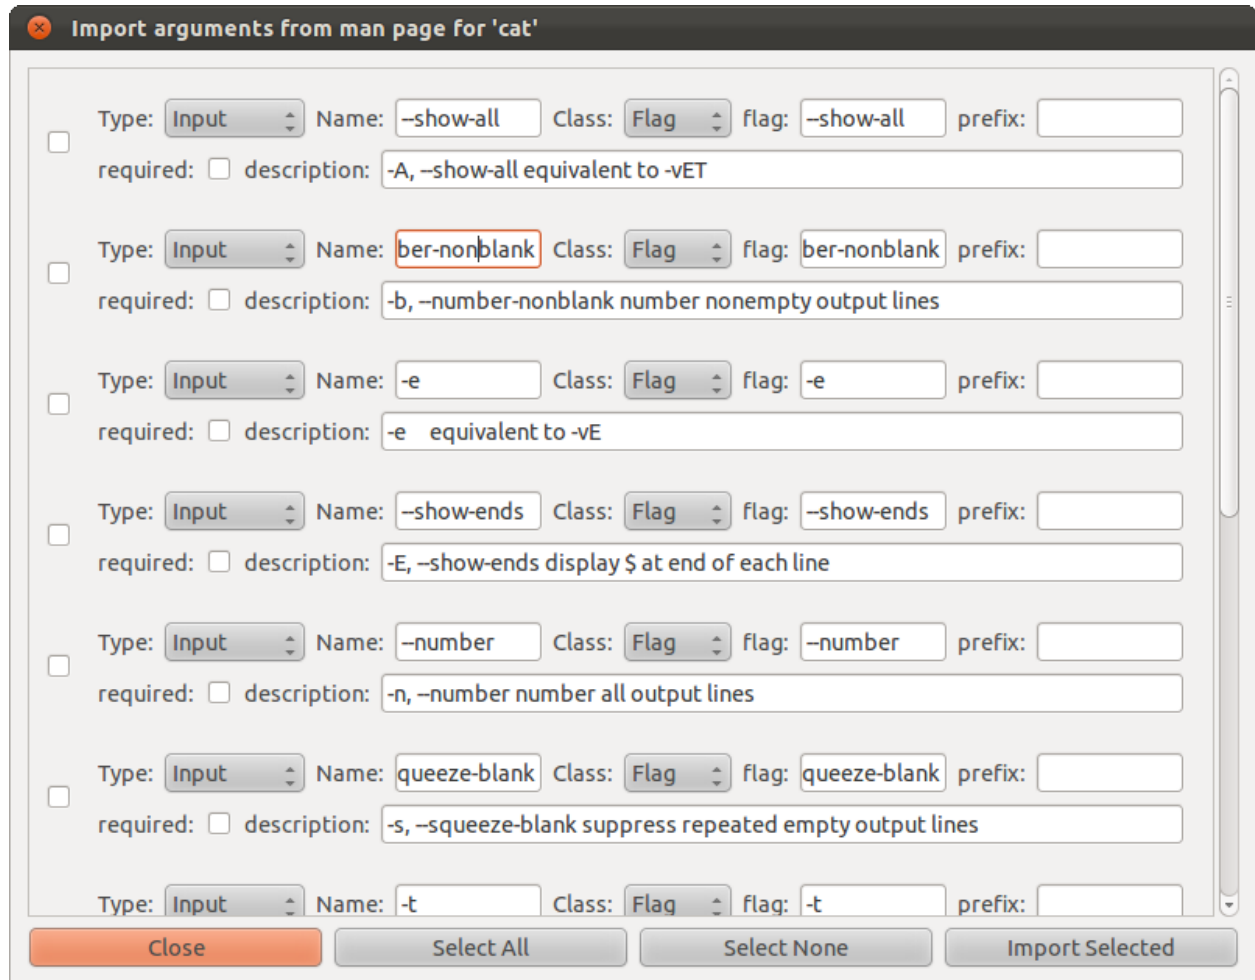 Import arguments from man page for 'cat'
Type: Input Name: --show-all Class: Flag flag: --show-all prefix:
required: description: -A, --show-all equivalent to -vET
Type: Input Name: ber-nonblank Class: Flag flag: ber-nonblank prefix:
required: description: -b, --number-nonblank number nonempty output lines
Type: Input Name: -e Class: Flag flag: -e prefix:
required: description: -e equivalent to -vE
Type: Input Name: --show-ends Class: Flag flag: --show-ends prefix:
required: description: -E, --show-ends display $ at end of each line
Type: Input Name: --number Class: Flag flag: --number prefix:
required: description: -n, --number number all output lines
Type: Input Name: queeze-blank Class: Flag flag: queeze-blank prefix:
required: description: -s, --squeeze-blank suppress repeated empty output lines
Type: Input Name: -t Class: Flag flag: -t prefix:
Close Select All Select None Import Selected